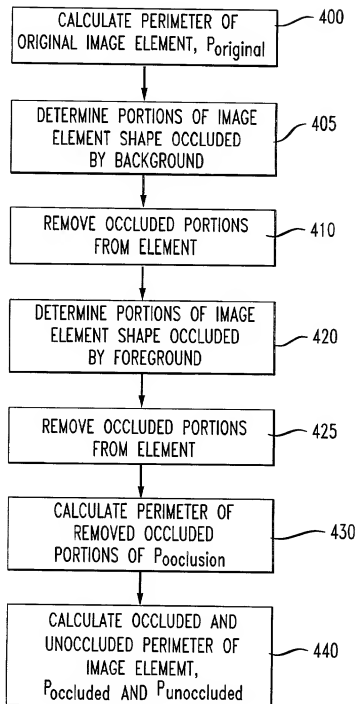 CALCULATE PERIMETER OF
ORIGINAL IMAGE ELEMENT, Poriginal
400
DETERMINE PORTIONS OF IMAGE
ELEMENT SHAPE OCCLUDED
BY BACKGROUND
405
REMOVE OCCLUDED PORTIONS
FROM ELEMENT
410
DETERMINE PORTIONS OF IMAGE
ELEMENT SHAPE OCCLUDED
BY FOREGROUND
420
REMOVE OCCLUDED PORTIONS
FROM ELEMENT
425
CALCULATE PERIMETER OF
REMOVED OCCLUDED
PORTIONS OF Pooclusion
430
CALCULATE OCCLUDED AND
UNOCCLUDED PERIMETER OF
IMAGE ELEMEMT,
Poccluded AND Punoccluded
440